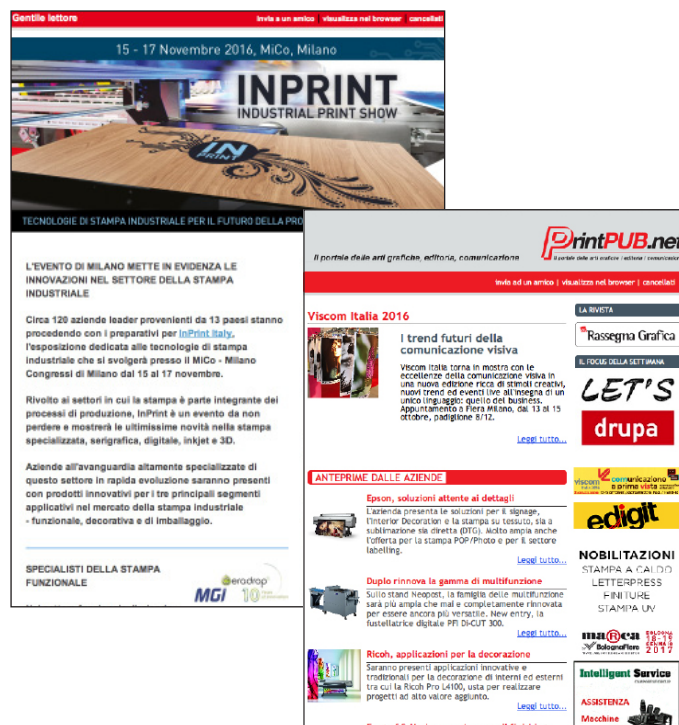 Gentile lettore
invia a un amico | visualizza nel browser | cancellati
15 - 17 Novembre 2016, MiCo, Milano
INPRINT
INDUSTRIAL PRINT SHOW
IN
PRINT
TECNOLOGIE DI STAMPA INDUSTRIALE PER IL FUTURO DELLA PRO
L'EVENTO DI MILANO METTE IN EVIDENZA LE
INNOVAZIONI NEL SETTORE DELLA STAMPA
INDUSTRIALE
Circa 120 aziende leader provenienti da 13 paesi stanno
procedendo con i preparativi per InPrint Italy,
l'esposizione dedicata alle tecnologie di stampa
industriale che si svolgerà presso il MiCo - Milano
Congressi di Milano dal 15 al 17 novembre.
Rivolto ai settori in cui la stampa è parte integrante dei
processi di produzione, InPrint è un evento da non
perdere e mostrerà le ultimissime novità nella stampa
specializzata, serigrafica, digitale, inkjet e 3D.
Aziende all'avanguardia altamente specializzate di
questo settore in rapida evoluzione saranno presenti
con prodotti innovativi per i tre principali segmenti
applicativi nel mercato della stampa industriale
- funzionale, decorativa e di imballaggio.
SPECIALISTI DELLA STAMPA
FUNZIONALE
MGI
aerodrop
10
PrintPUB.net
Il portale delle arti grafiche, editoria, comunicazione
invia ad un amico | visualizza nel browser | cancellati
Viscom Italia 2016
I trend futuri della
comunicazione visiva
Viscom Italia torna in mostra con le
eccellenze della comunicazione visiva in
una nuova edizione ricca di stimoli creativi,
nuovi trend ed eventi live all'insegna di un
unico linguaggio: quello del business.
Appuntamento a Fiera Milano, dal 13 al 15
ottobre, padiglione 8/12.
Leggi tutto...
ANTEPRIME DALLE AZIENDE
Epson, soluzioni attente ai dettagli
L'azienda presenta le soluzioni per il signage,
l'Interior Decoration e la stampa su tessuto, sia a
sublimazione sia diretta (DTG). Molto ampia anche
l'offerta per la stampa POP/Photo e per il settore
labelling.
Leggi tutto...
Duplo rinnova la gamma di multifunzione
Sullo stand Neopost, la famiglia delle multifunzione
sarà più ampia che mai e completamente rinnovata
per essere ancora più versatile. New entry, la
fustellatrice digitale PFI Di-CUT 300.
Leggi tutto...
Ricoh, applicazioni per la decorazione
Saranno presenti applicazioni innovative e
tradizionali per la decorazione di interni ed esterni
tra cui la Ricoh Pro L4100, usta per realizzare
progetti ad alto valore aggiunto.
Leggi tutto...
LA RIVISTA
Rassegna Grafica
IL FOCUS DELLA SETTIMANA
LET'S
drupa
viscom comunicazione
a prima vista
edigit
NOBILITAZIONI
STAMPA A CALDO
LETTERPRESS
FINITURE
STAMPA UV
marca
BolognaFiere
BOLOGNA
18-19
GENNAIO
2017
Intelligent Service
ASSISTENZA
Macchine